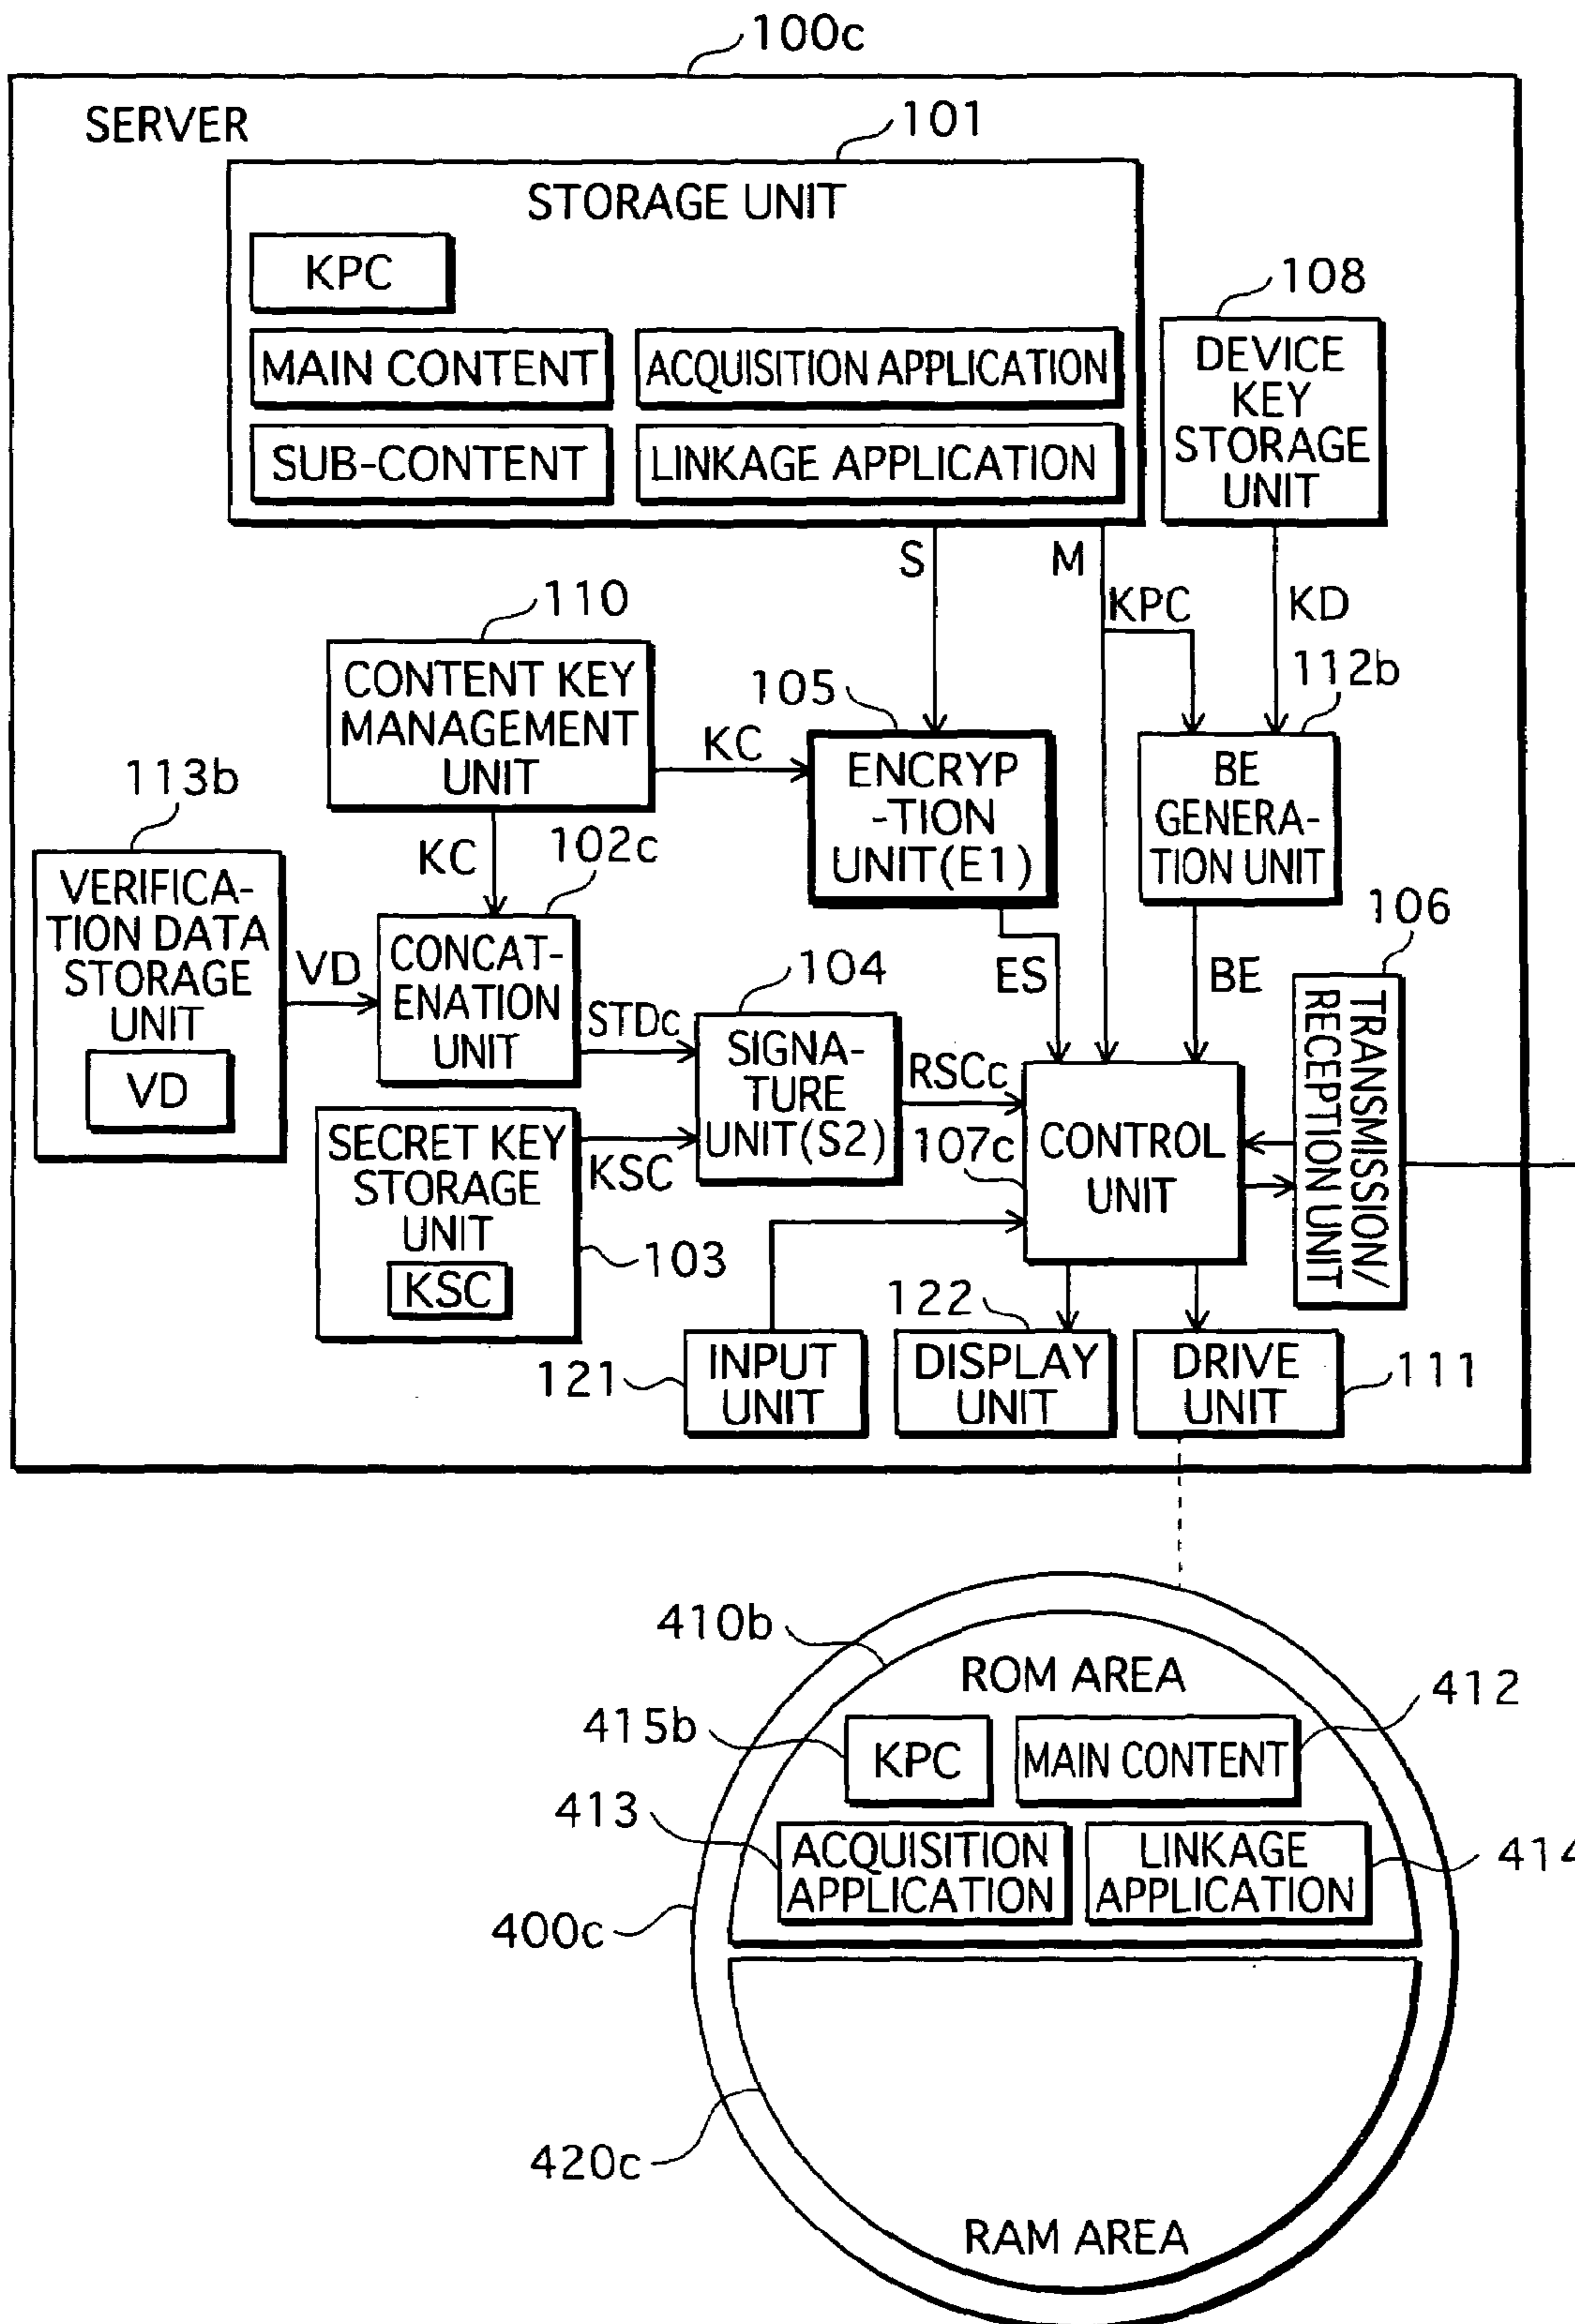 100c
SERVER
101
STORAGE UNIT
KPC
108
MAIN CONTENT
ACQUISITION APPLICATION
DEVICE
KEY
STORAGE
UNIT
SUB-CONTENT
LINKAGE APPLICATION
S
M
KPC
KD
110
CONTENT KEY
MANAGEMENT
UNIT
105
112b
KC
ENCRYP
-TION
UNIT(E1)
BE
GENERA-
TION UNIT
113b
KC
102c
VERIFICA-
TION DATA
STORAGE
UNIT
VD
VD
CONCAT-
ENATION
UNIT
STDc
104
SIGNA-
TURE
UNIT(S2)
ES
BE
106
TRANSMISSION/
RECEPTION UNIT
RSCc
107c
CONTROL
UNIT
SECRET KEY
STORAGE
UNIT
KSC
KSC
103
122
121
INPUT
UNIT
DISPLAY
UNIT
DRIVE
UNIT
111
410b
ROM AREA
412
415b
KPC
MAIN CONTENT
413
ACQUISITION
APPLICATION
LINKAGE
APPLICATION
414
400c
420c
RAM AREA